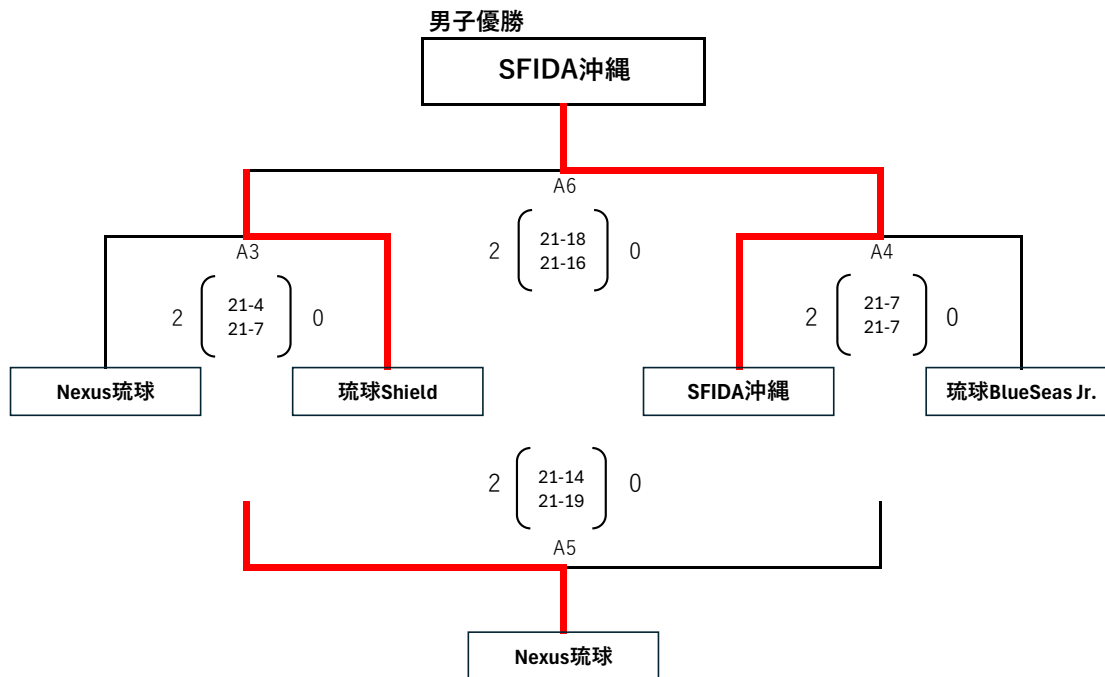 男子優勝
SFIDA沖縄
A6
2 21-18 0
21-16
A3
2 21-4 0
21-7
A4
2 21-7 0
21-7
Nexus琉球
琉球Shield
SFIDA沖縄
琉球BlueSeas Jr.
2 21-14 0
21-19
A5
Nexus琉球